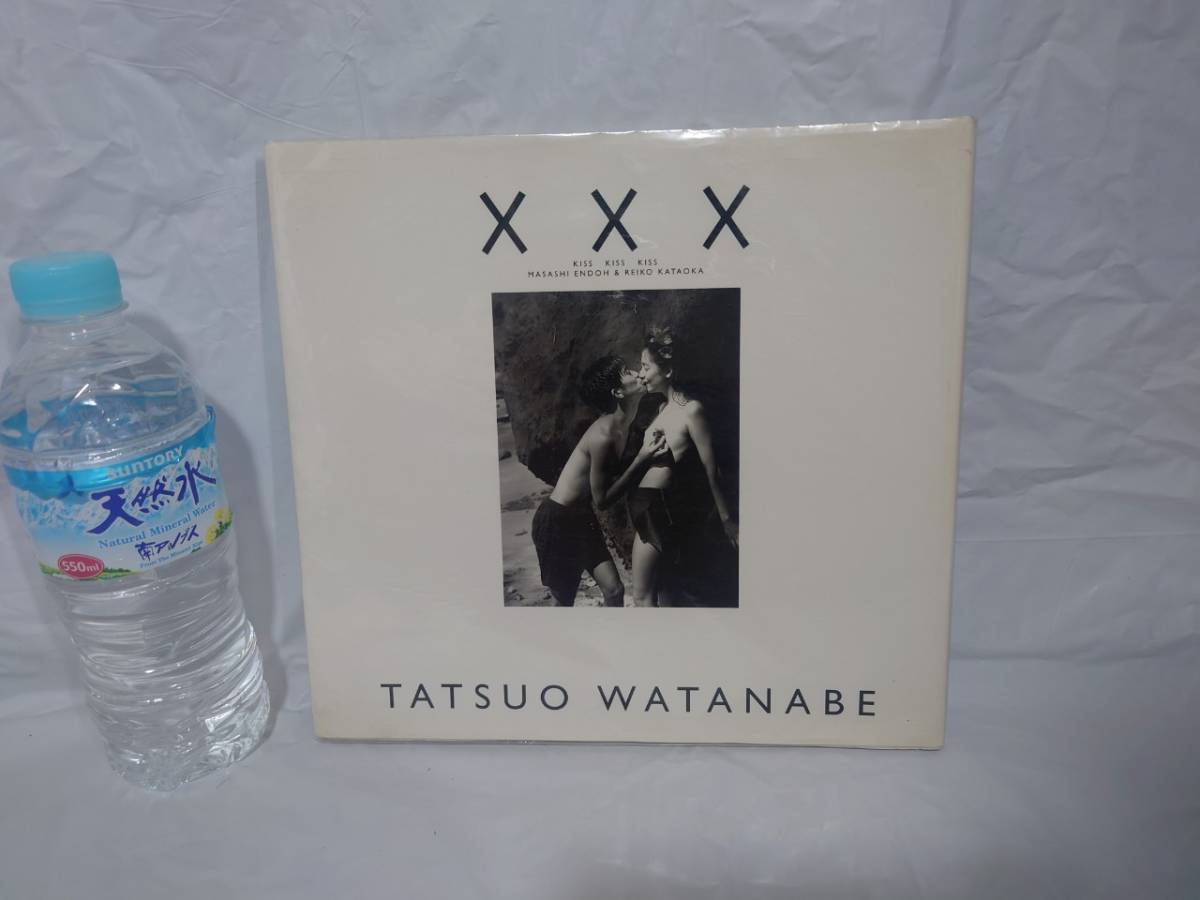 X X X
KISS KISS KISS
MASASHI ENDOH & REIKO KATAOKA
TATSUO WATANABE
SUNTORY
天然水
Natural Mineral Water
南アルプス
550ml